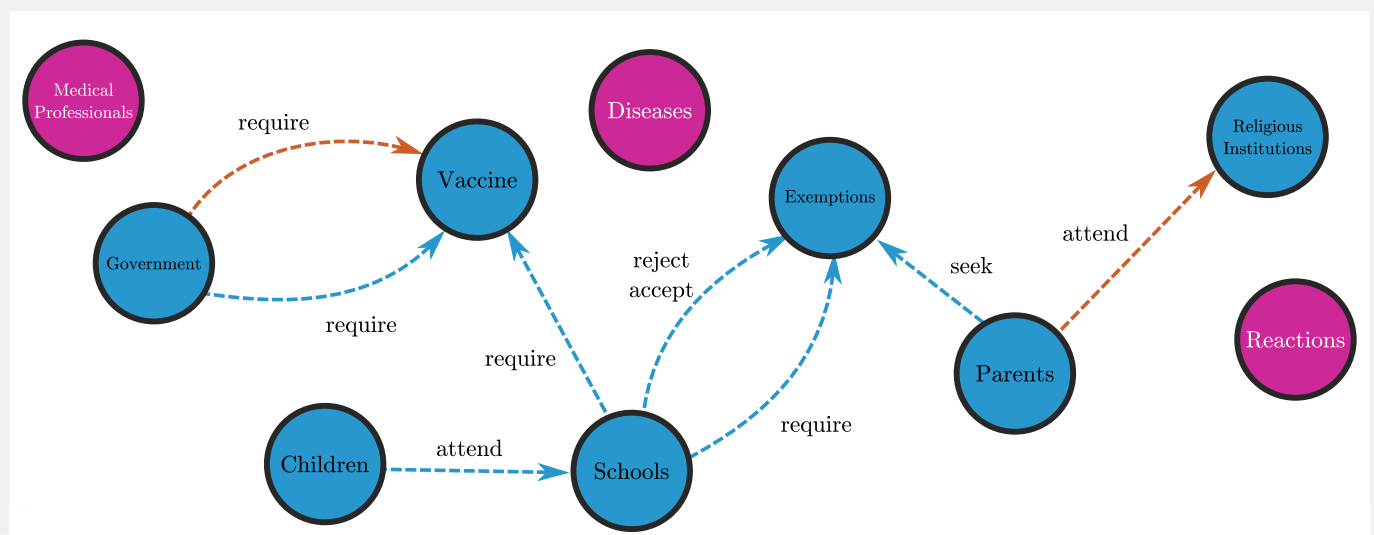 Medical
Professionals
Diseases
require
Vaccine
Religious
Institutions
Exemptions
attend
Government
reject
accept
seek
require
Reactions
require
Parents
require
attend
Children
Schools